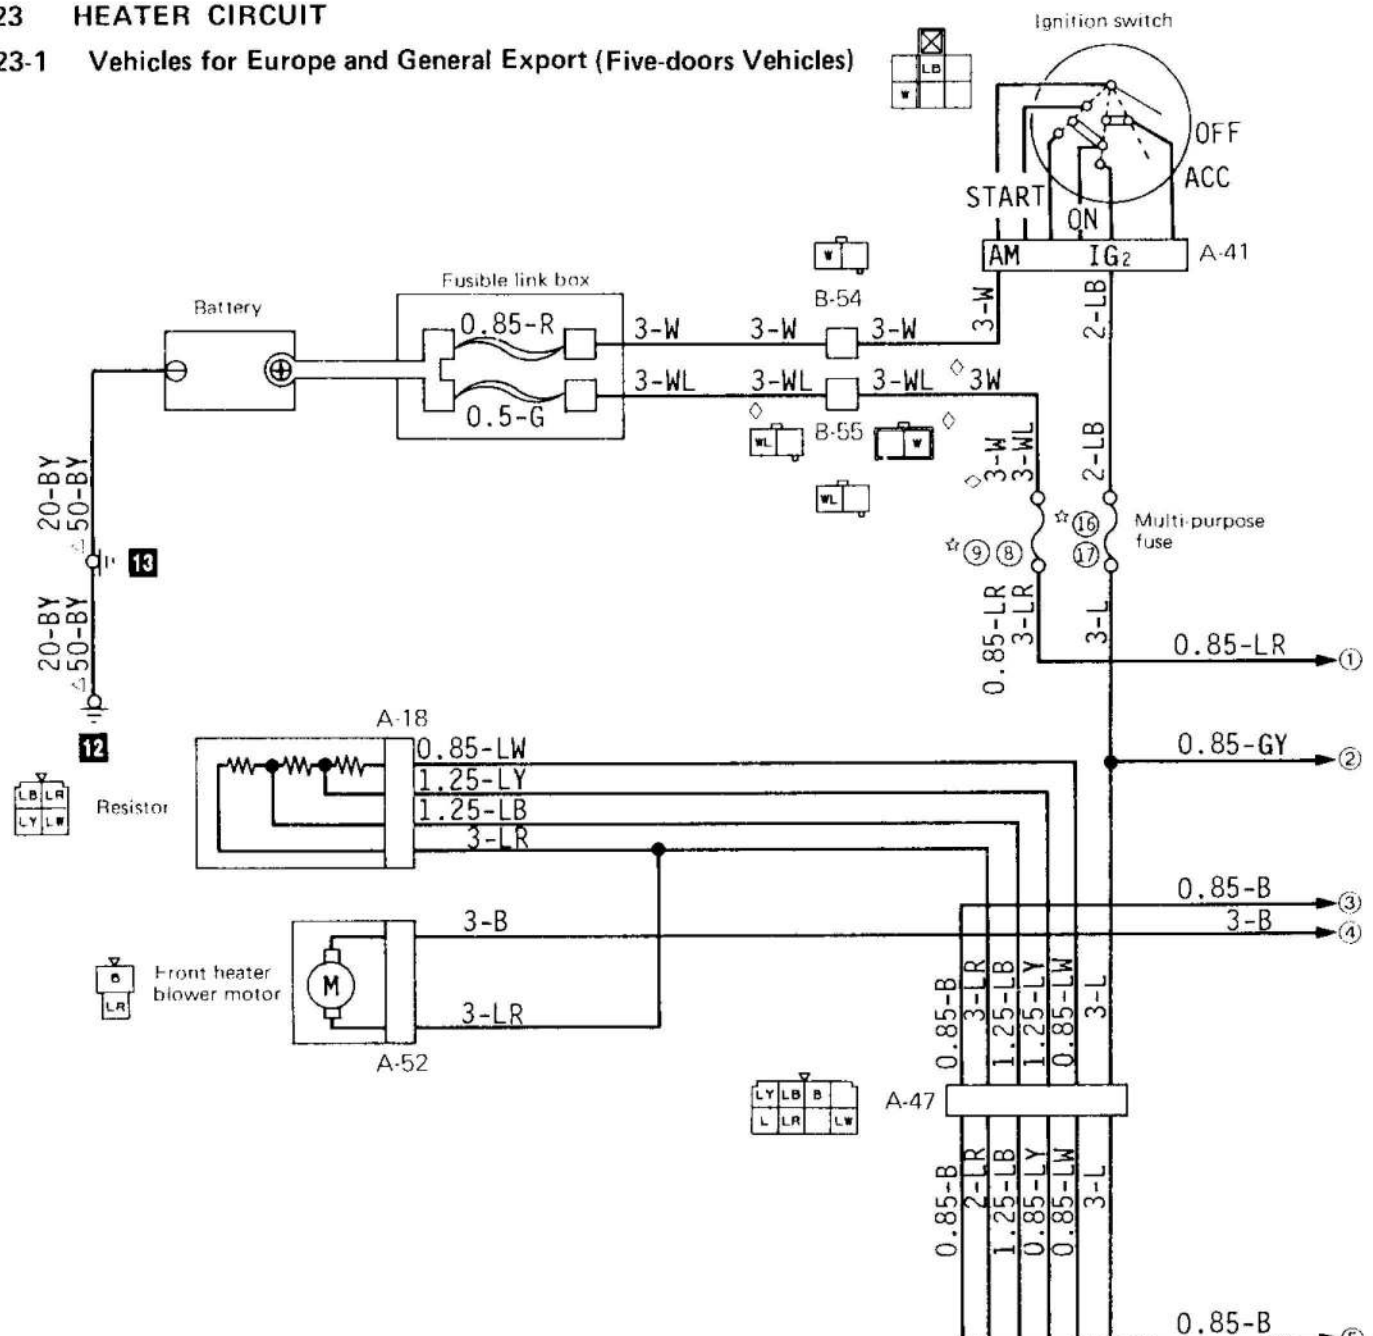 23 HEATER CIRCUIT
23-1 Vehicles for Europe and General Export (Five-doors Vehicles)
Ignition switch
LB
W
OFF
ACC
START
ON
AM
IG2
A-41
W
B-54
Fusible link box
Battery
0.85-R
3-W
3-W
3-W
3-W
2-LB
3-WL
3-WL
3-WL
◇
3W
0.5-G
◇
◇
WL
B-55
W
WL
◇
3-W
3-WL
2-LB
20-BY
◁ 50-BY
13
☆ 16
17
Multi-purpose
fuse
☆ 9 8
20-BY
◁ 50-BY
12
0.85-LR
3-LR
3-L
0.85-LR
1
0.85-GY
2
A-18
0.85-LW
1.25-LY
1.25-LB
3-LR
LB LR
LY LW
Resistor
0.85-B
3
3-B
4
3-B
B
LR
Front heater
blower motor
M
3-LR
A-52
0.85-B
3-LR
1.25-LB
1.25-LY
0.85-LW
3-L
LY LB B
L LR LW
A-47
0.85-B
2-LR
1.25-LB
0.85-LY
0.85-LW
3-L
0.85-B